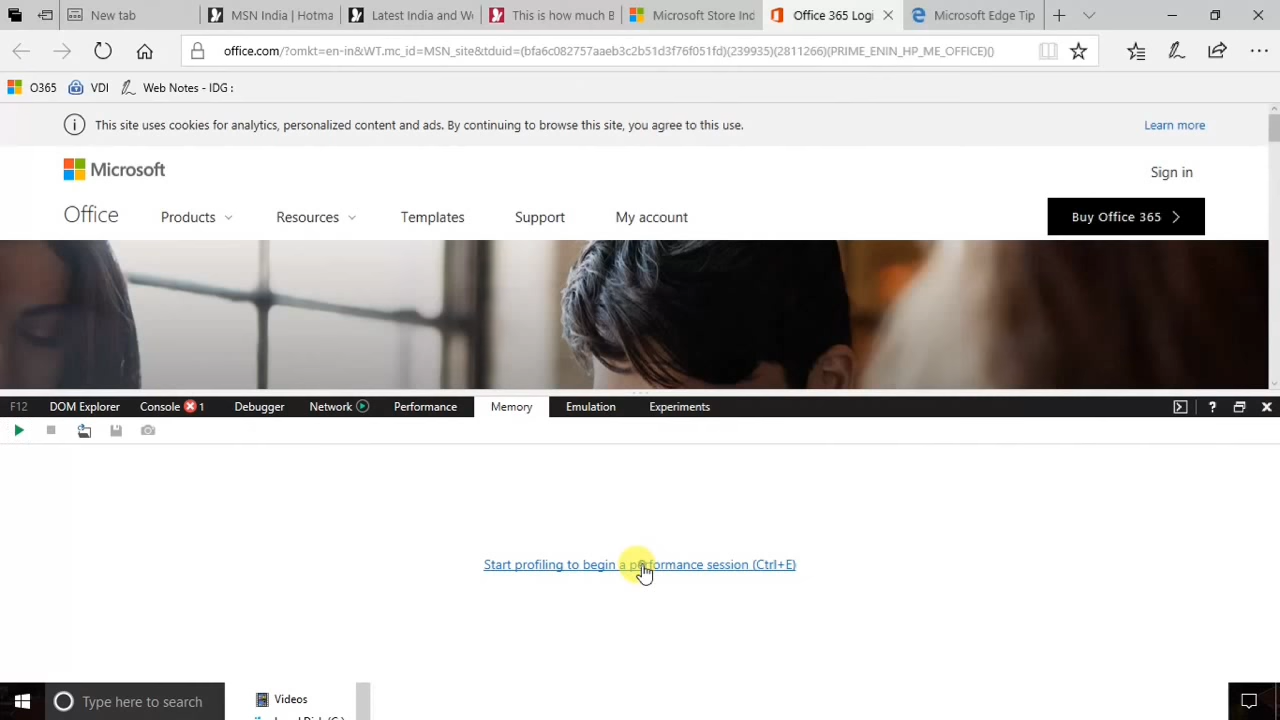 New tab
MSN India | Hotma
Latest India and Wo
This is how much B
Microsoft Store Ind
Office 365 Logi
Microsoft Edge Tip
office.com/?omkt=en-in&WT.mc_id=MSN_site&tduid=(bfa6c082757aaeb3c2b51d3f76f051fd)(239935)(2811266)(PRIME_ENIN_HP_ME_OFFICE)()
O365 VDI Web Notes - IDG :
This site uses cookies for analytics, personalized content and ads. By continuing to browse this site, you agree to this use.
Learn more
Microsoft
Sign in
Office Products Resources Templates Support My account
Buy Office 365
F12 DOM Explorer Console 1 Debugger Network Performance Memory Emulation Experiments ?
Start profiling to begin a performance session (Ctrl+E)
Type here to search
Videos